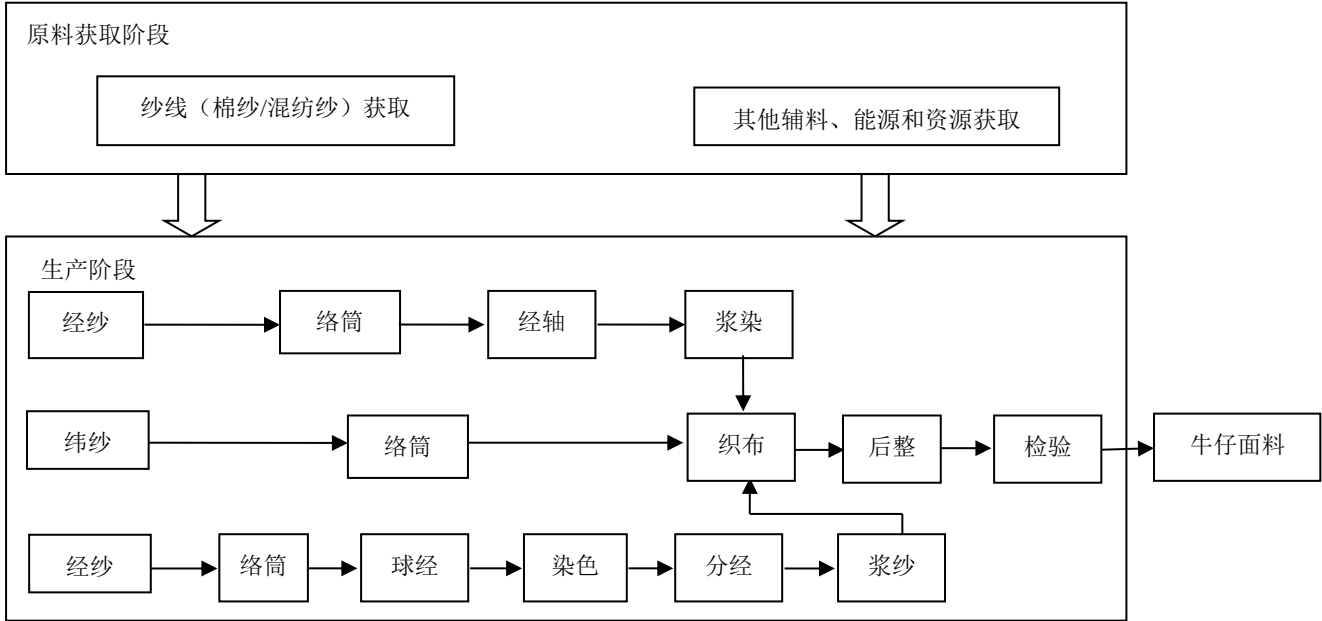 原料获取阶段
纱线（棉纱/混纺纱）获取
其他辅料、能源和资源获取
生产阶段
经纱
络筒
经轴
浆染
纬纱
络筒
织布
后整
检验
牛仔面料
经纱
络筒
球经
染色
分经
浆纱